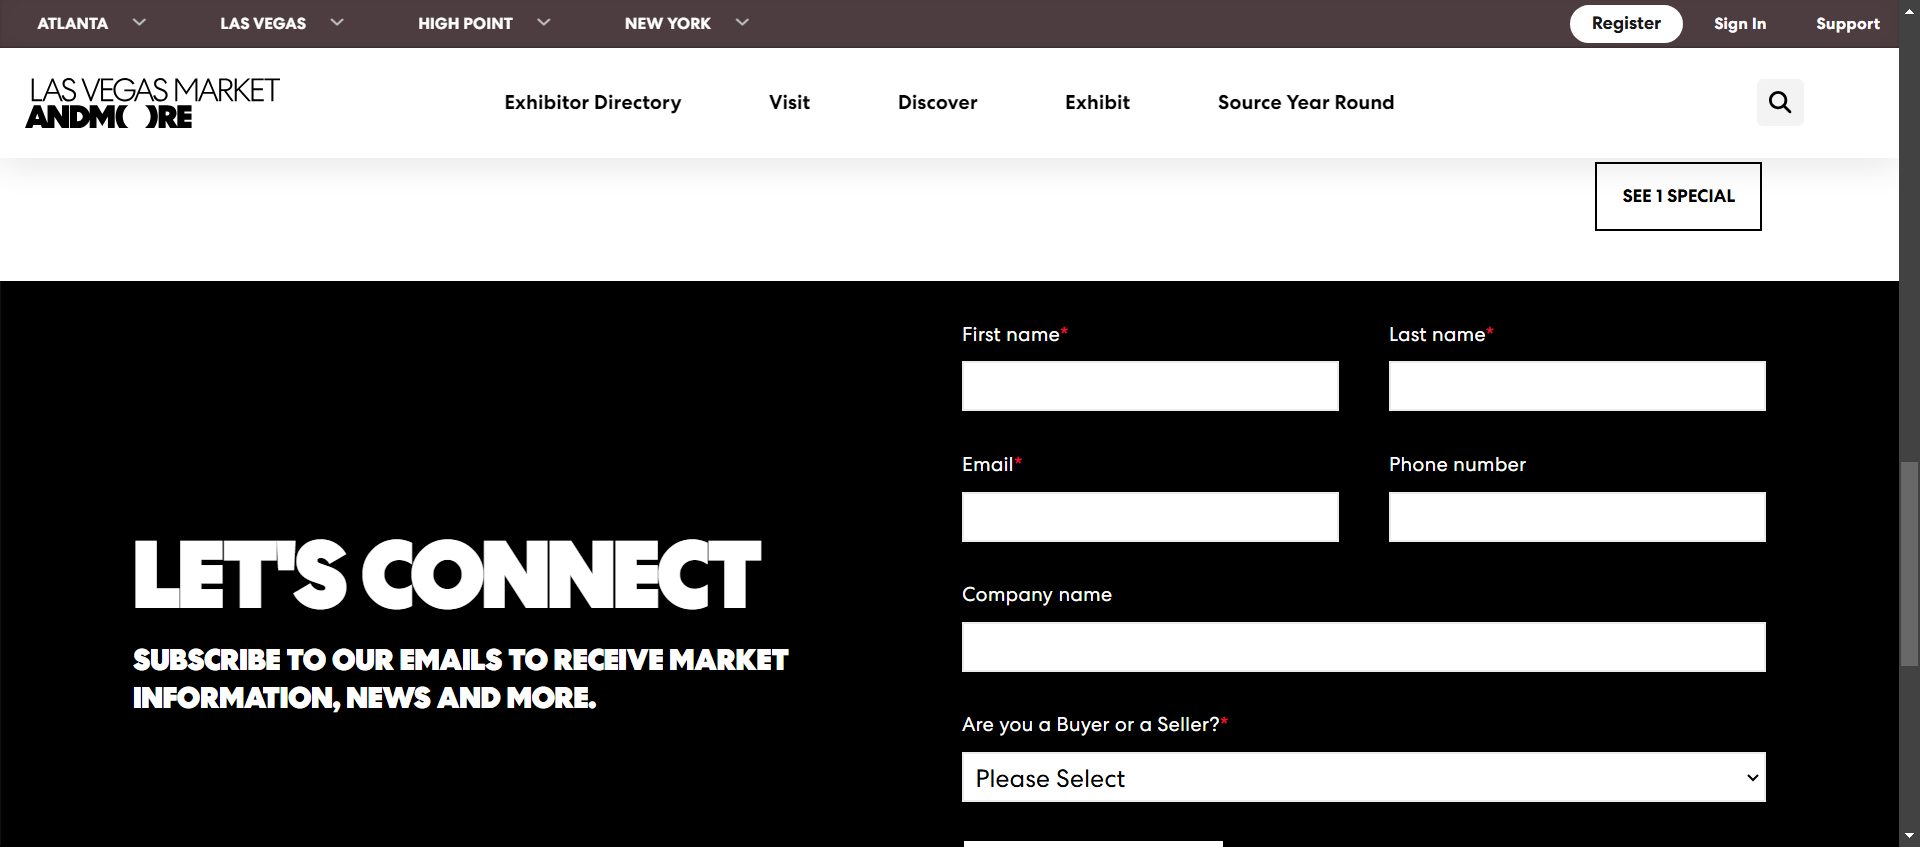 ATLANTA LAS VEGAS HIGH POINT NEW YORK Register Sign In Support
LAS VEGAS MARKET
ANDMORE
Exhibitor Directory Visit Discover Exhibit Source Year Round
SEE 1 SPECIAL
First name* Last name*
Email* Phone number
LET'S CONNECT
SUBSCRIBE TO OUR EMAILS TO RECEIVE MARKET
INFORMATION, NEWS AND MORE.
Company name
Are you a Buyer or a Seller?*
Please Select